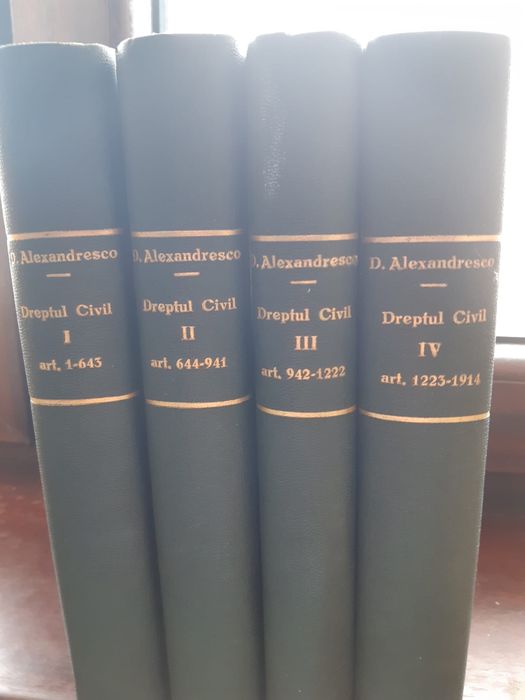 D. Alexandresco
Dreptul Civil
I
art. 1-643
D. Alexandresco
Dreptul Civil
II
art. 644-941
D. Alexandresco
Dreptul Civil
III
art. 942-1222
D. Alexandresco
Dreptul Civil
IV
art. 1223-1914